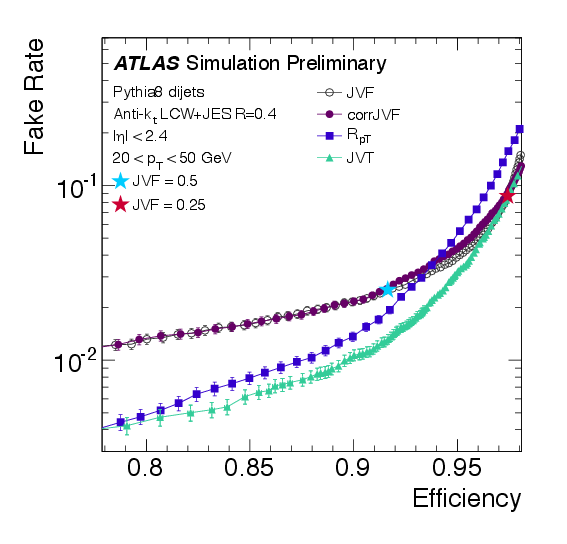 Fake Rate
ATLAS Simulation Preliminary
Pythia8 dijets
Anti-kt LCW+JES R=0.4
|η| < 2.4
20 < pT < 50 GeV
JVF = 0.5
JVF = 0.25
JVF
corrJVF
RpT
JVT
10⁻¹
10⁻²
0.8 0.85 0.9 0.95
Efficiency